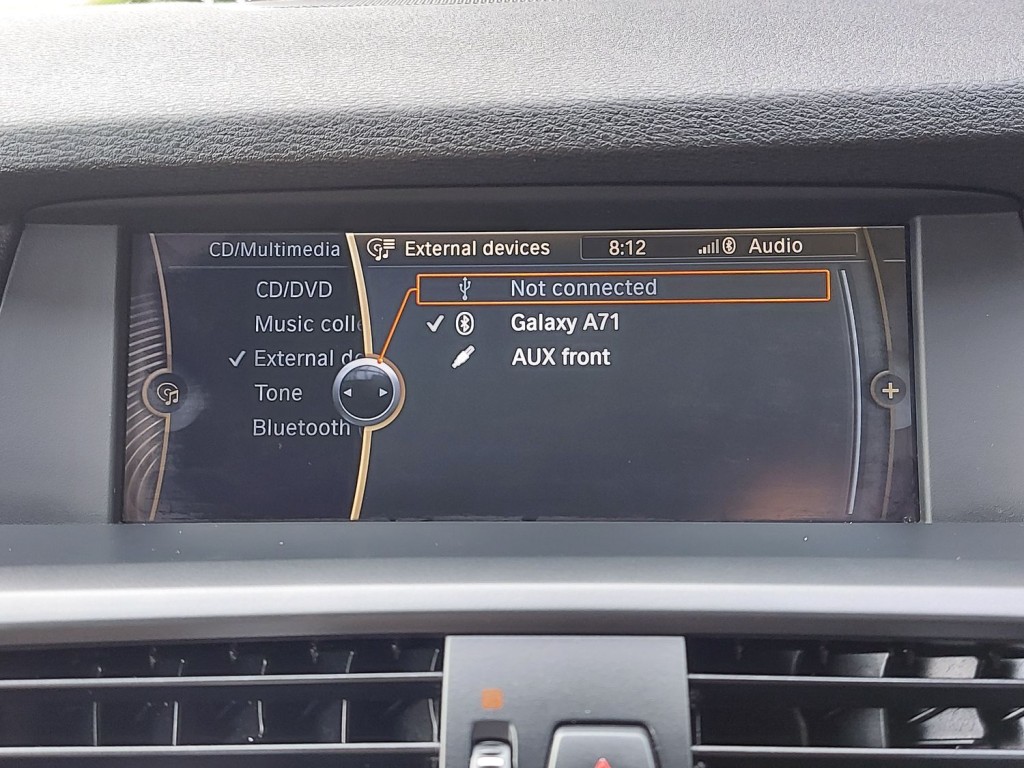 CD/Multimedia
External devices
8:12
Audio
CD/DVD
Music coll
External de
Tone
Bluetooth
Not connected
Galaxy A71
AUX front